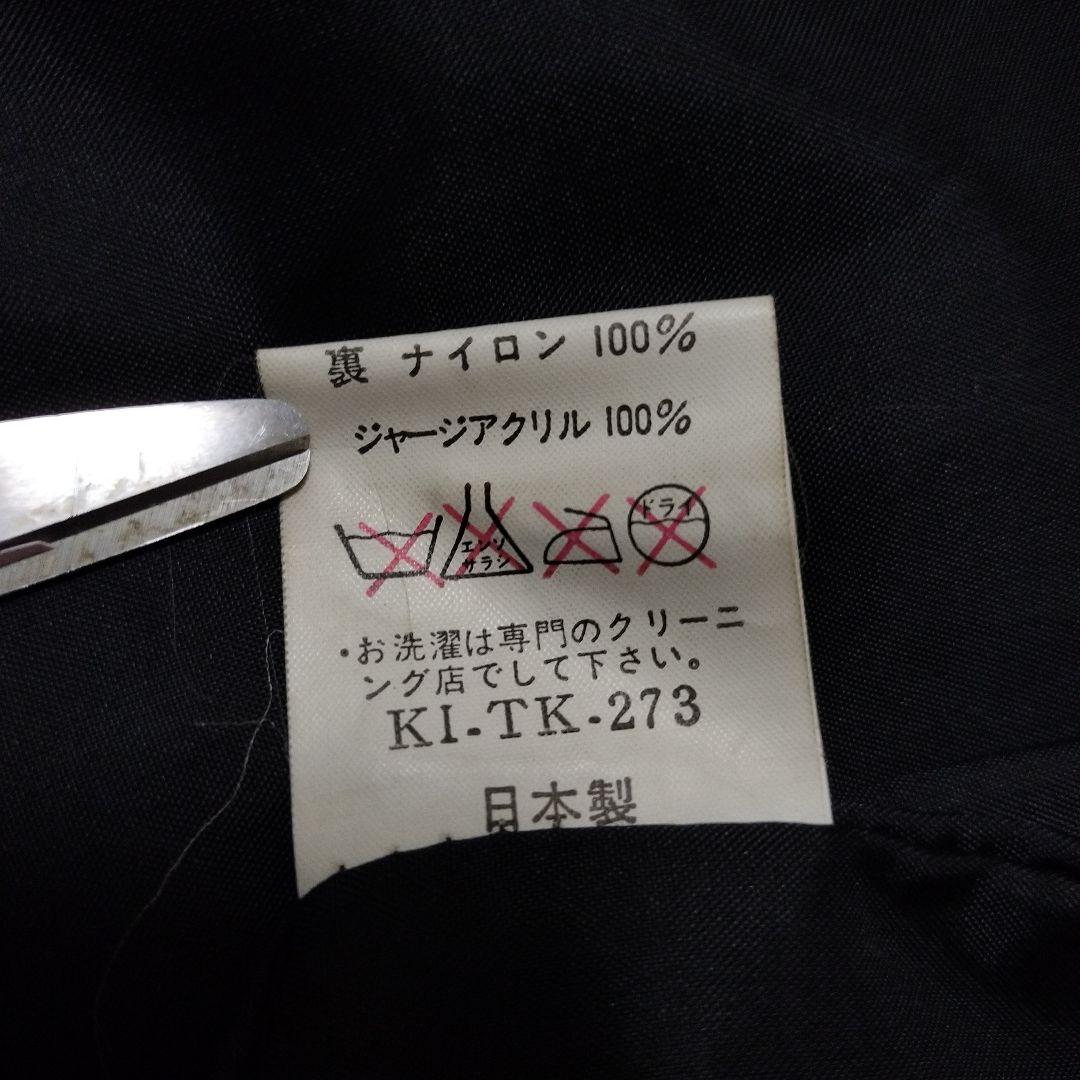 裏 ナイロン 100%
ジャージアクリル 100%
エンソ
サラシ
ドライ
・お洗濯は専門のクリーニ
ング店でして下さい。
KI-TK-273
日本製